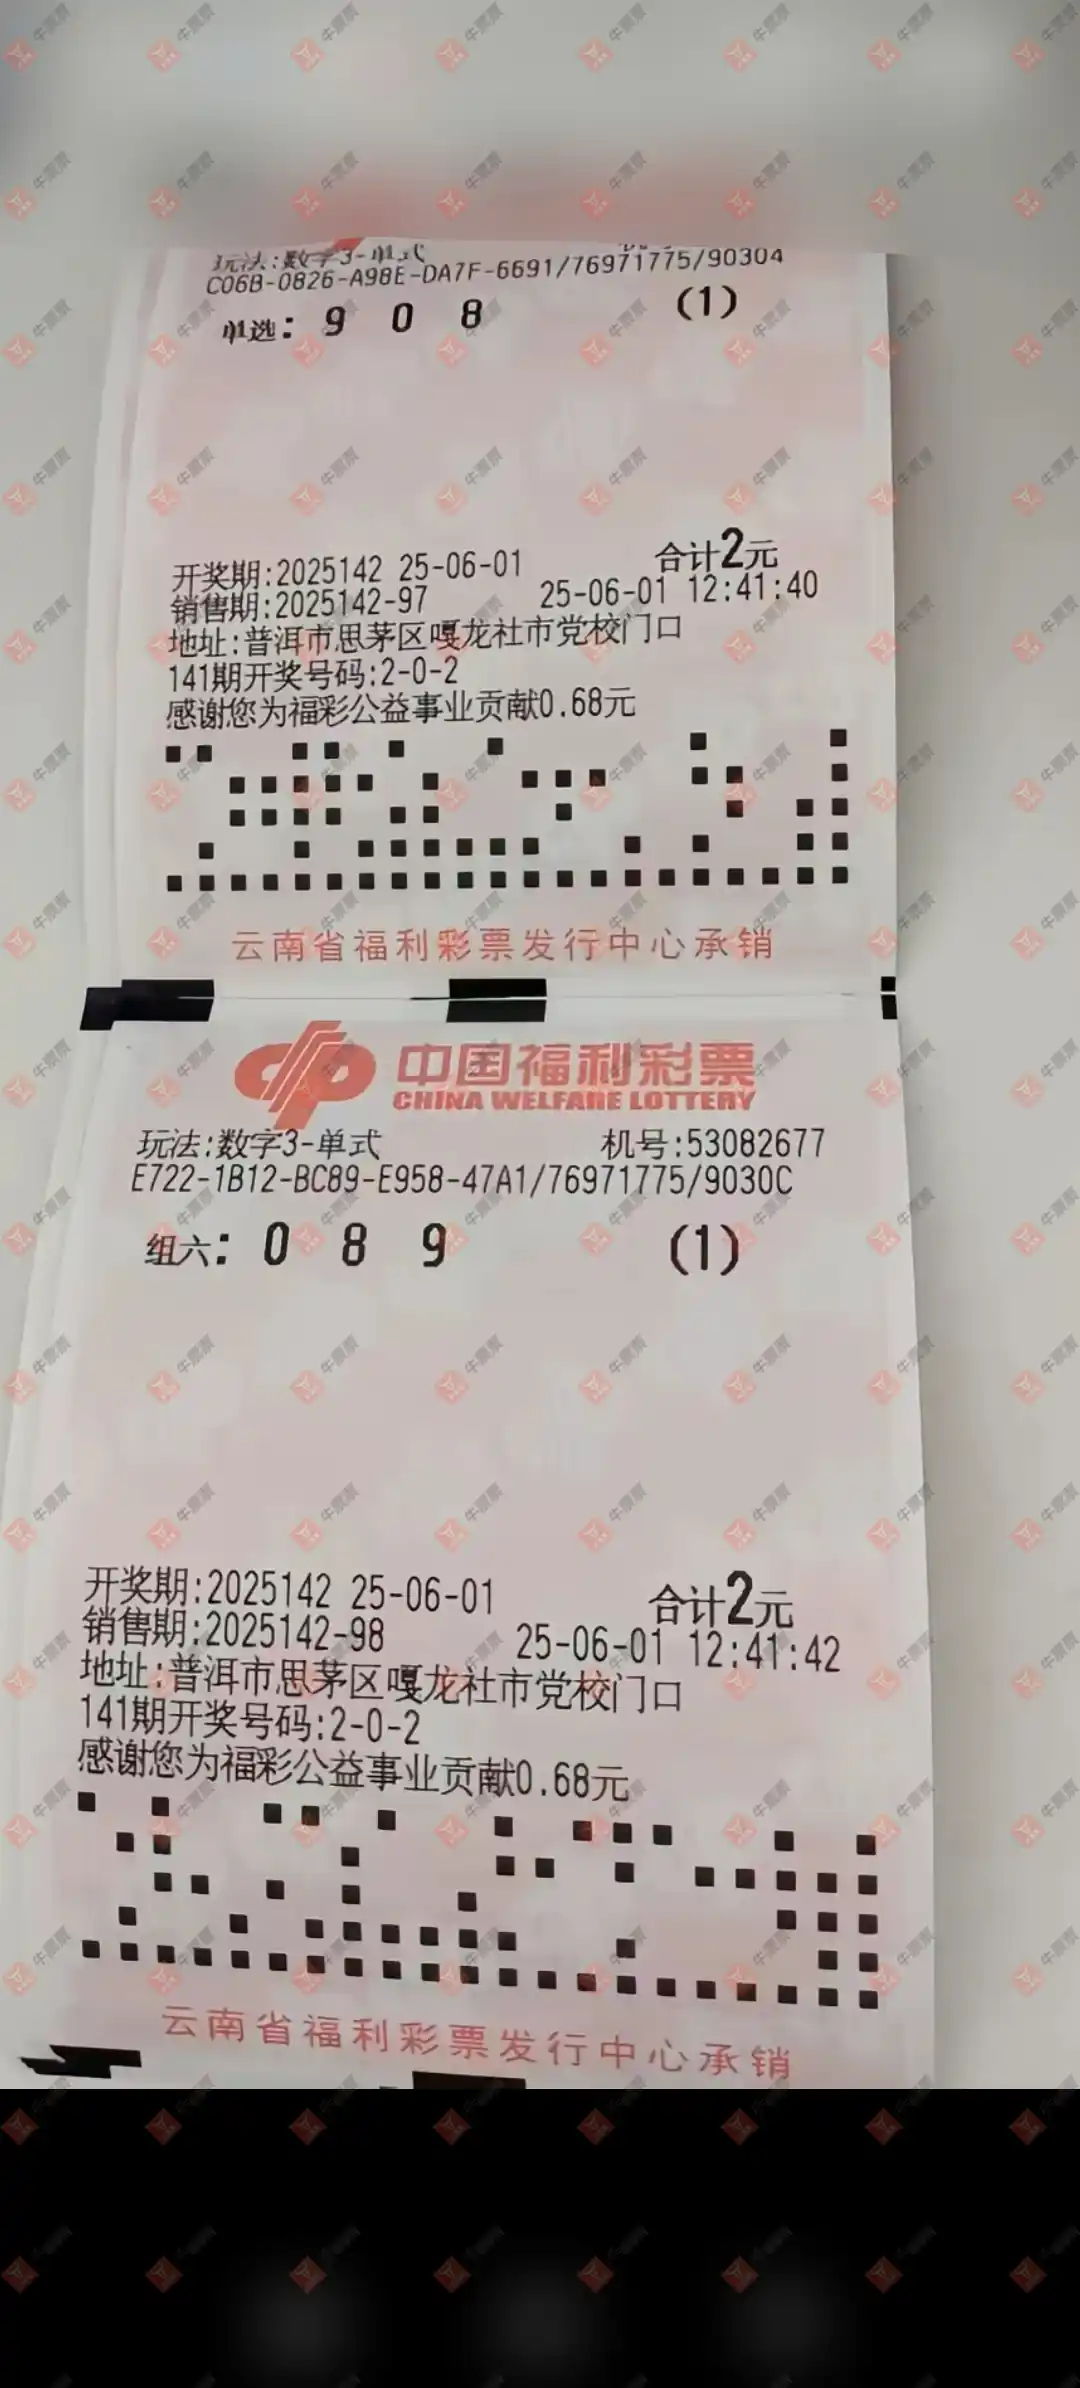 玩法:数字3-单式
C06B-0826-A98E-DA7F-6691/76971775/90304
单选: 9 0 8 (1)
开奖期:2025142 25-06-01 合计2元
销售期:2025142-97 25-06-01 12:41:40
地址:普洱市思茅区嘎龙社市党校门口
141期开奖号码:2-0-2
感谢您为福彩公益事业贡献0.68元
云南省福利彩票发行中心承销
中国福利彩票
CHINA WELFARE LOTTERY
玩法:数字3-单式 机号:53082677
E722-1B12-BC89-E958-47A1/76971775/9030C
组六: 0 8 9 (1)
开奖期:2025142 25-06-01 合计2元
销售期:2025142-98 25-06-01 12:41:42
地址:普洱市思茅区嘎龙社市党校门口
141期开奖号码:2-0-2
感谢您为福彩公益事业贡献0.68元
云南省福利彩票发行中心承销
牛票票